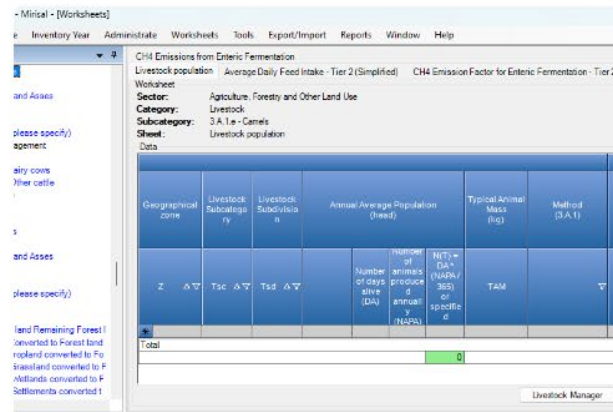 - Mirisal - [Worksheets]
e Inventory Year Administrate Worksheets Tools Export/Import Reports Window Help
CH4 Emissions from Enteric Fermentation
Livestock population Average Daily Feed Intake - Tier 2 (Simplified) CH4 Emission Factor for Enteric Fermentation - Tier 2
Worksheet
Sector: Agriculture, Forestry and Other Land Use
Category: Livestock
Subcategory: 3.A.1.e - Camels
Sheet: Livestock population
Data
and Asses
please specify)
agement
airy cows
Other cattle
s
and Asses
please specify)
land Remaining Forest l
converted to Forest land
ropland converted to Fo
Grassland converted to F
Wetlands converted to F
Settlements converted t
Geographical zone
Livestock Subcategory
Livestock Subdivision
Annual Average Population (head)
Typical Animal Mass (kg)
Method (3.A.1)
Z
Tsc
Tsd
Number of days alive (DA)
Number of animals produced annually (NAPA)
N(T) = DA * (NAPA / 365) or specified
TAM
*
Total
0
Livestock Manager